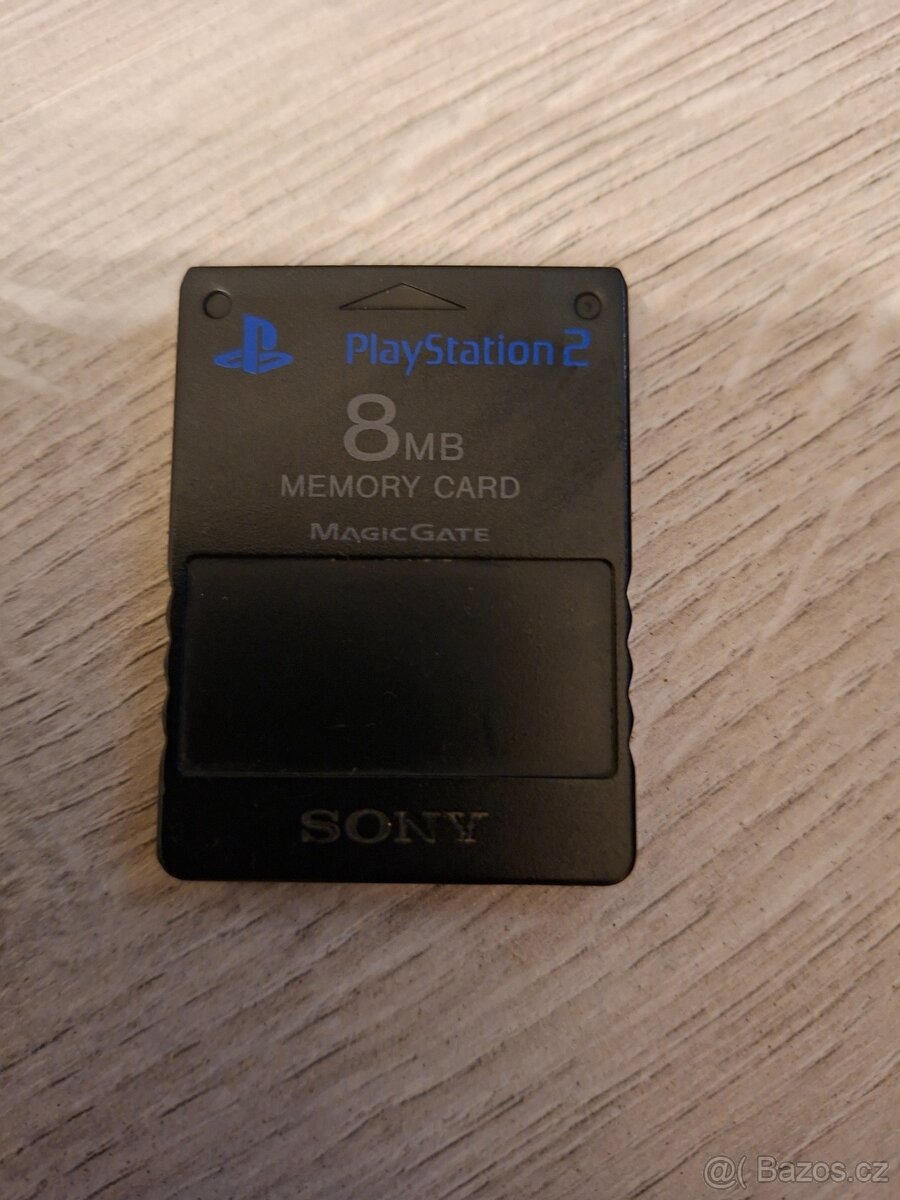 PlayStation 2
8MB
MEMORY CARD
MAGICGATE
SONY
@( Bazos.cz